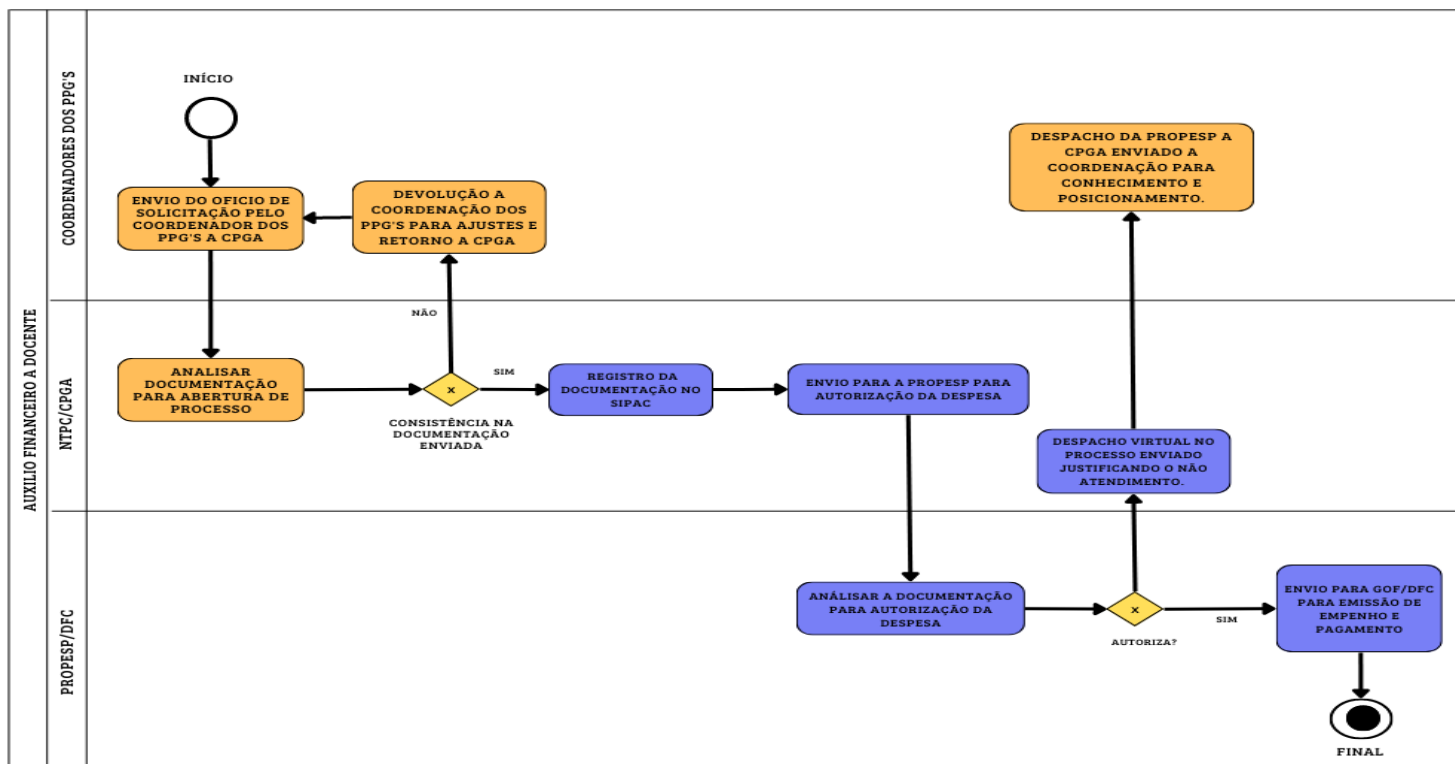 AUXILIO FINANCEIRO A DOCENTE
COORDENADORES DOS PPG'S
INÍCIO
ENVIO DO OFICIO DE
SOLICITAÇÃO PELO
COORDENADOR DOS
PPG'S A CPGA
DEVOLUÇÃO A
COORDENAÇÃO DOS
PPG'S PARA AJUSTES E
RETORNO A CPGA
DESPACHO DA PROPESP A
CPGA ENVIADO A
COORDENAÇÃO PARA
CONHECIMENTO E
POSICIONAMENTO.
NTPC/CPGA
ANALISAR
DOCUMENTAÇÃO
PARA ABERTURA DE
PROCESSO
NÃO
X
CONSISTÊNCIA NA
DOCUMENTAÇÃO
ENVIADA
SIM
REGISTRO DA
DOCUMENTAÇÃO NO
SIPAC
ENVIO PARA A PROPESP PARA
AUTORIZAÇÃO DA DESPESA
DESPACHO VIRTUAL NO
PROCESSO ENVIADO
JUSTIFICANDO O NÃO
ATENDIMENTO.
PROPESP/DFC
ANÁLISAR A DOCUMENTAÇÃO
PARA AUTORIZAÇÃO DA
DESPESA
X
AUTORIZA?
SIM
ENVIO PARA GOF/DFC
PARA EMISSÃO DE
EMPENHO E
PAGAMENTO
FINAL